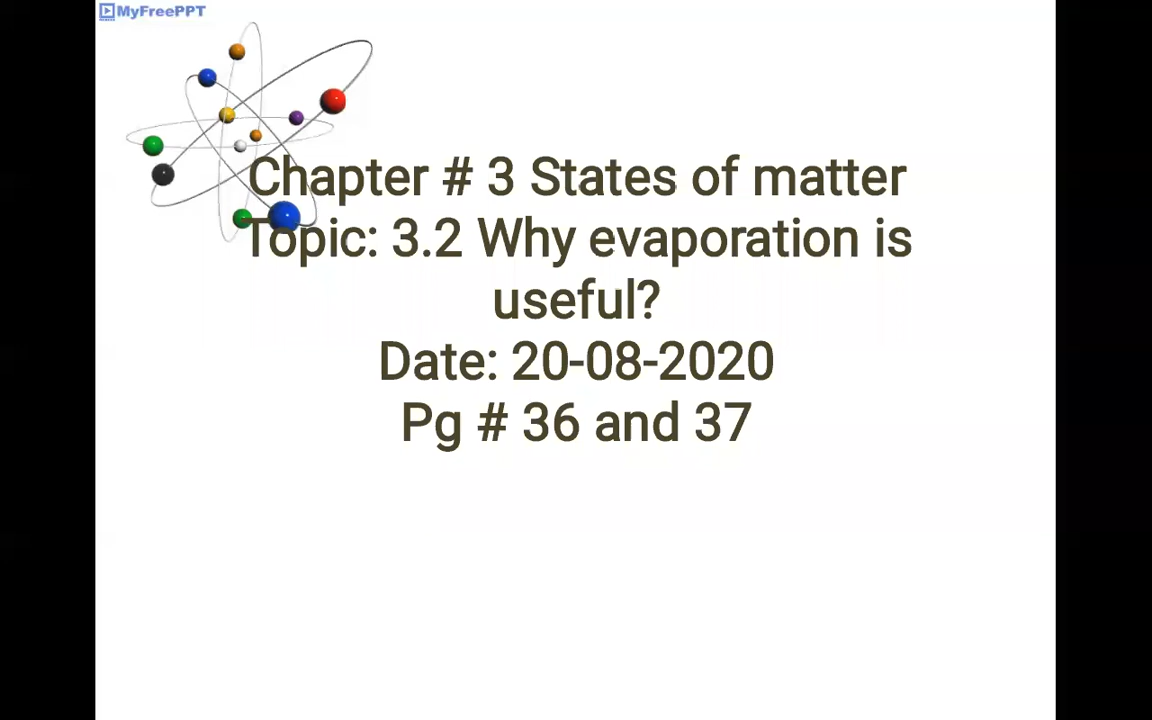 MyFreePPT
Chapter # 3 States of matter
Topic: 3.2 Why evaporation is
useful?
Date: 20-08-2020
Pg # 36 and 37